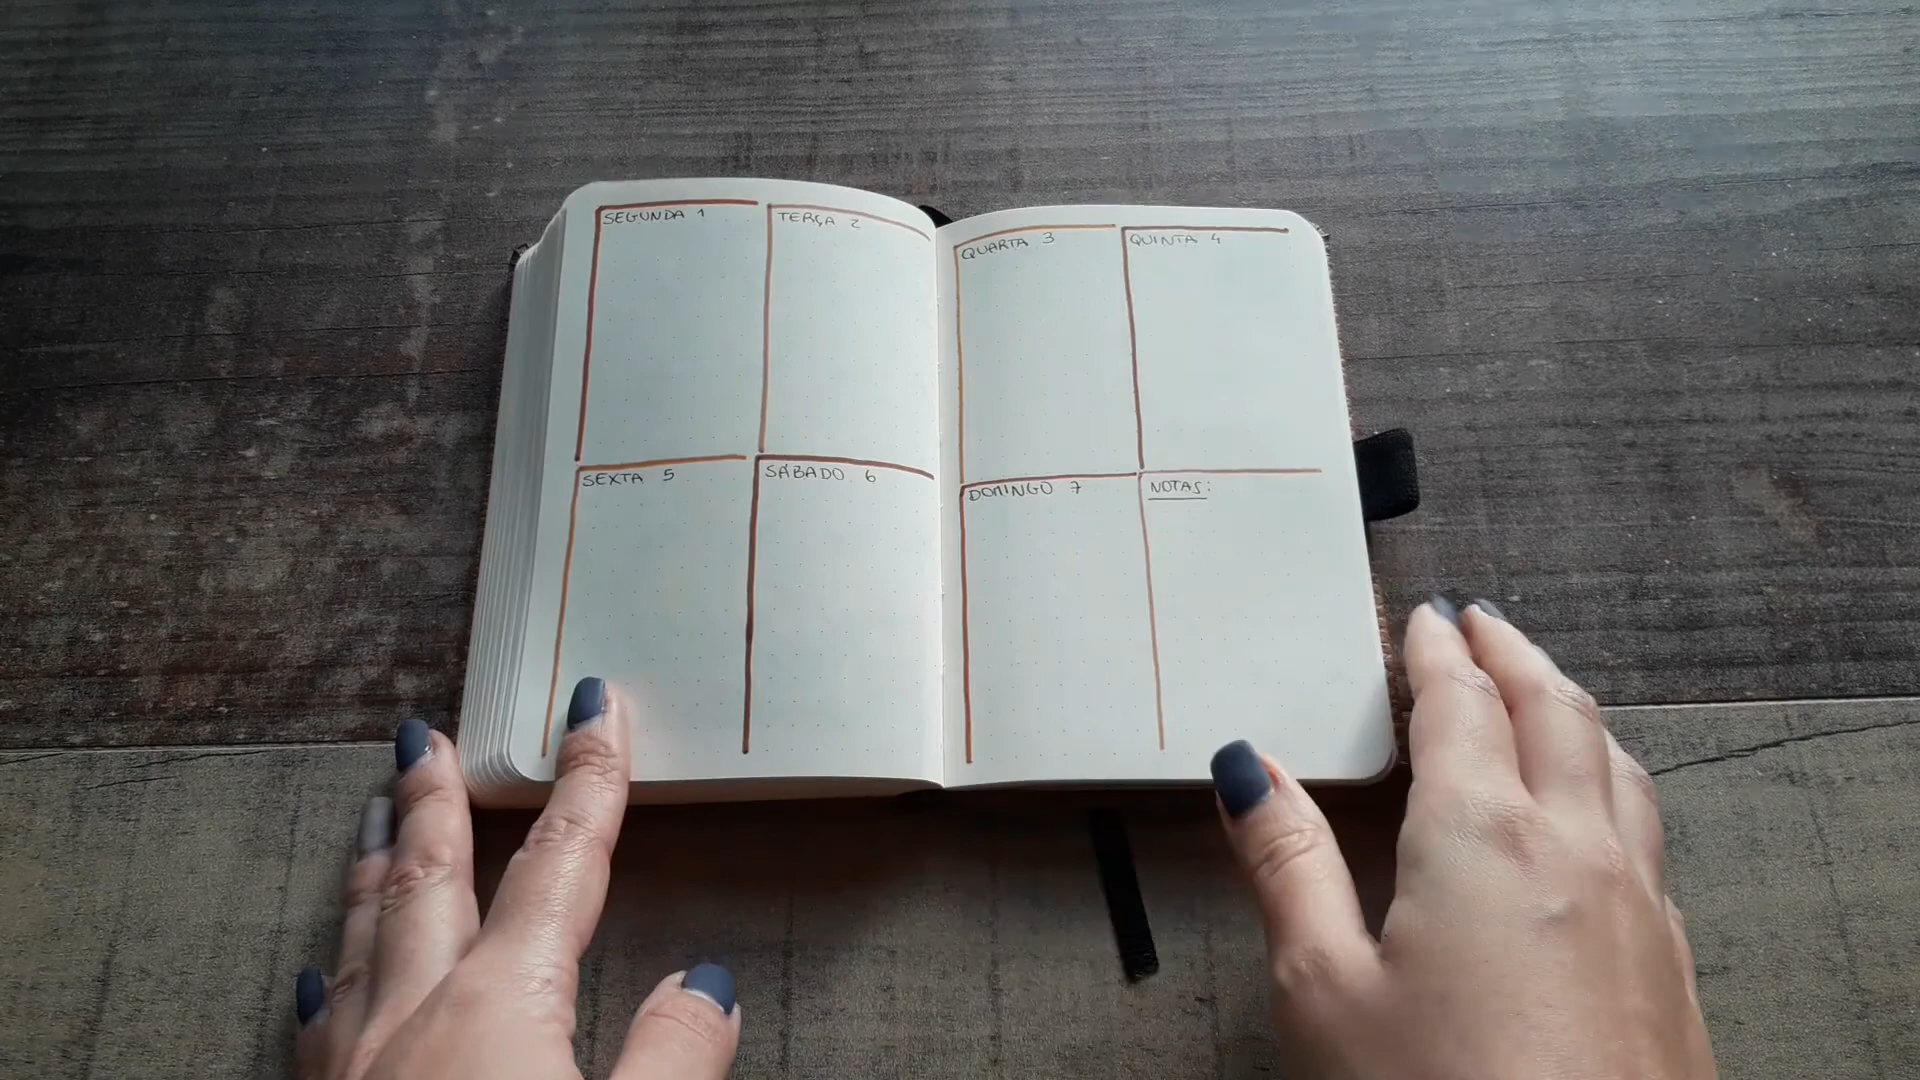 SEGUNDA 1
TERÇA 2
QUARTA 3
QUINTA 4
SEXTA 5
SÁBADO 6
DOMINGO 7
NOTAS: